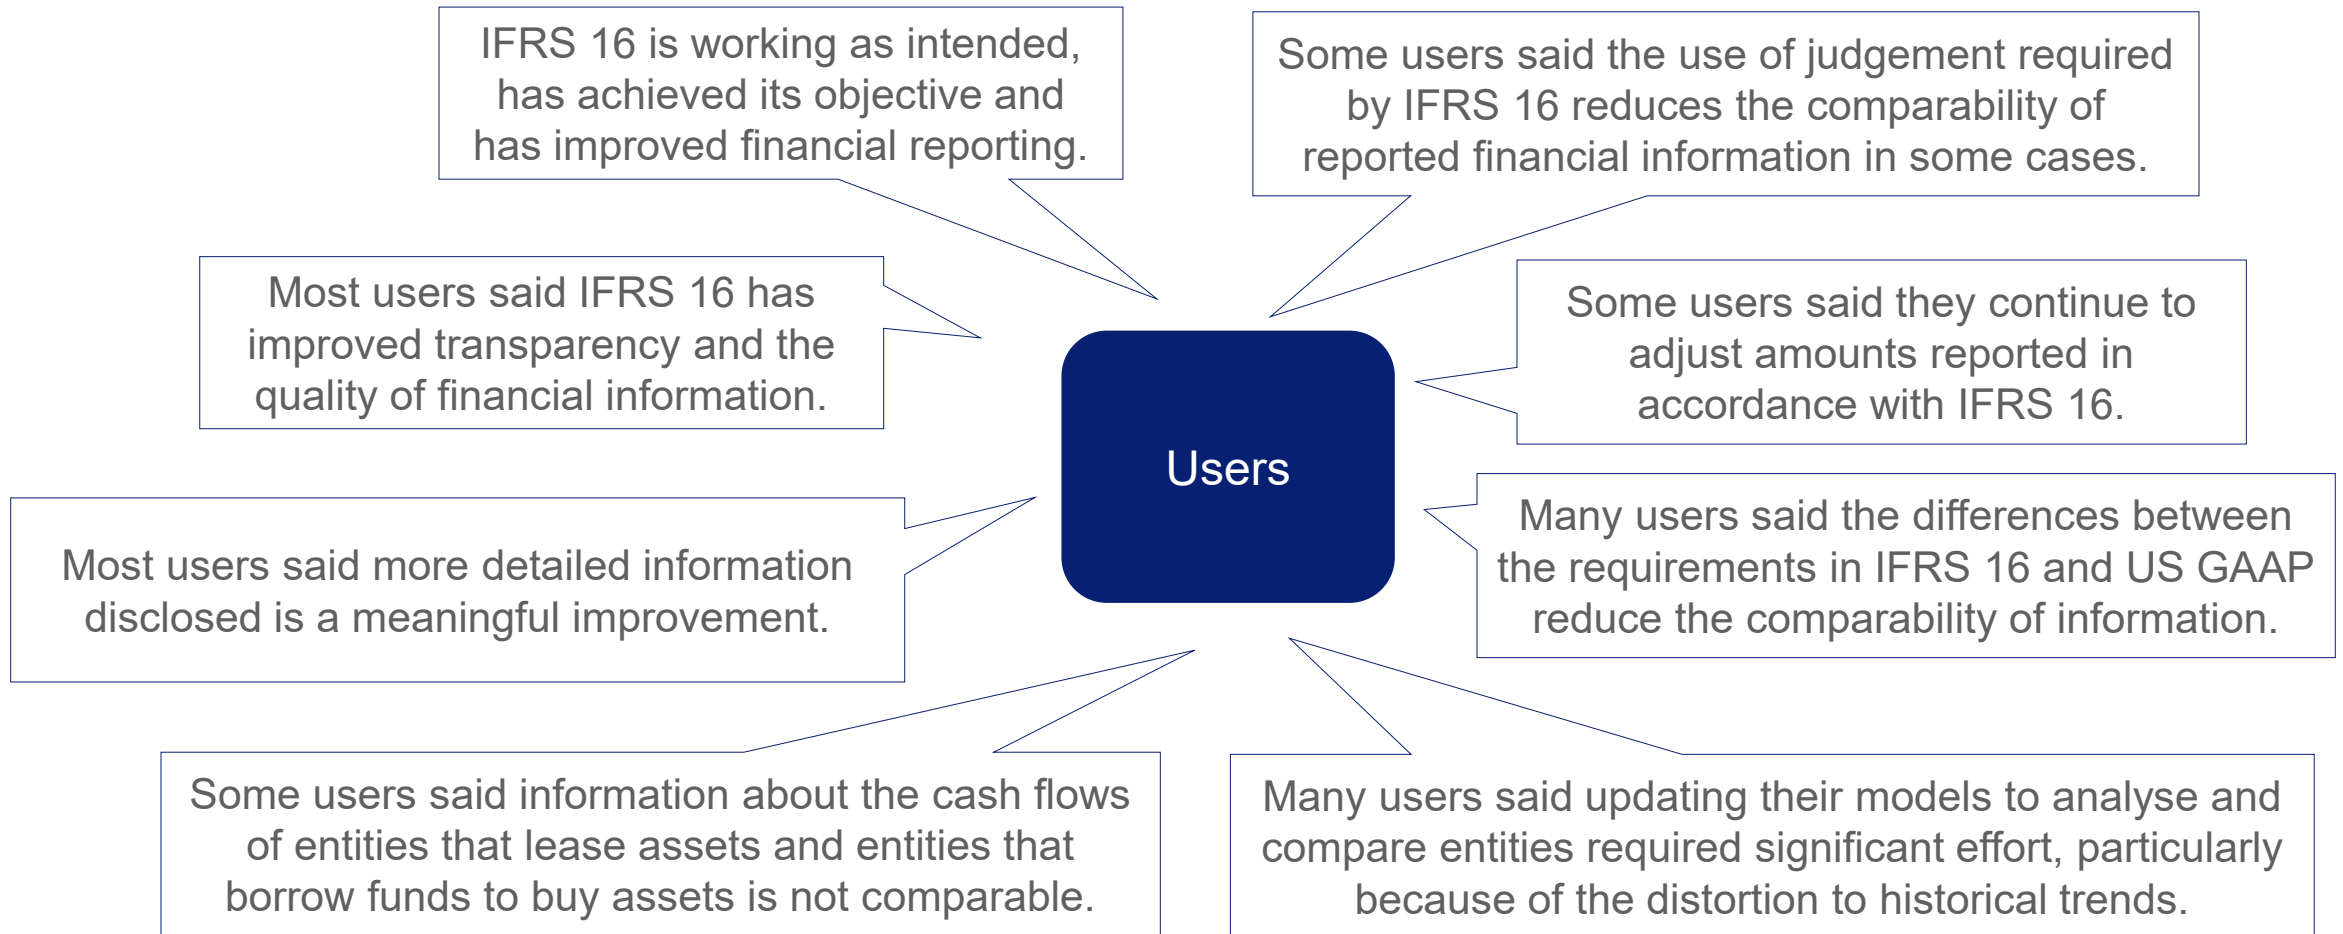 IFRS 16 is working as intended,
has achieved its objective and
has improved financial reporting.
Some users said the use of judgement required
by IFRS 16 reduces the comparability of
reported financial information in some cases.
Most users said IFRS 16 has
improved transparency and the
quality of financial information.
Some users said they continue to
adjust amounts reported in
accordance with IFRS 16.
Users
Most users said more detailed information
disclosed is a meaningful improvement.
Many users said the differences between
the requirements in IFRS 16 and US GAAP
reduce the comparability of information.
Some users said information about the cash flows
of entities that lease assets and entities that
borrow funds to buy assets is not comparable.
Many users said updating their models to analyse and
compare entities required significant effort, particularly
because of the distortion to historical trends.